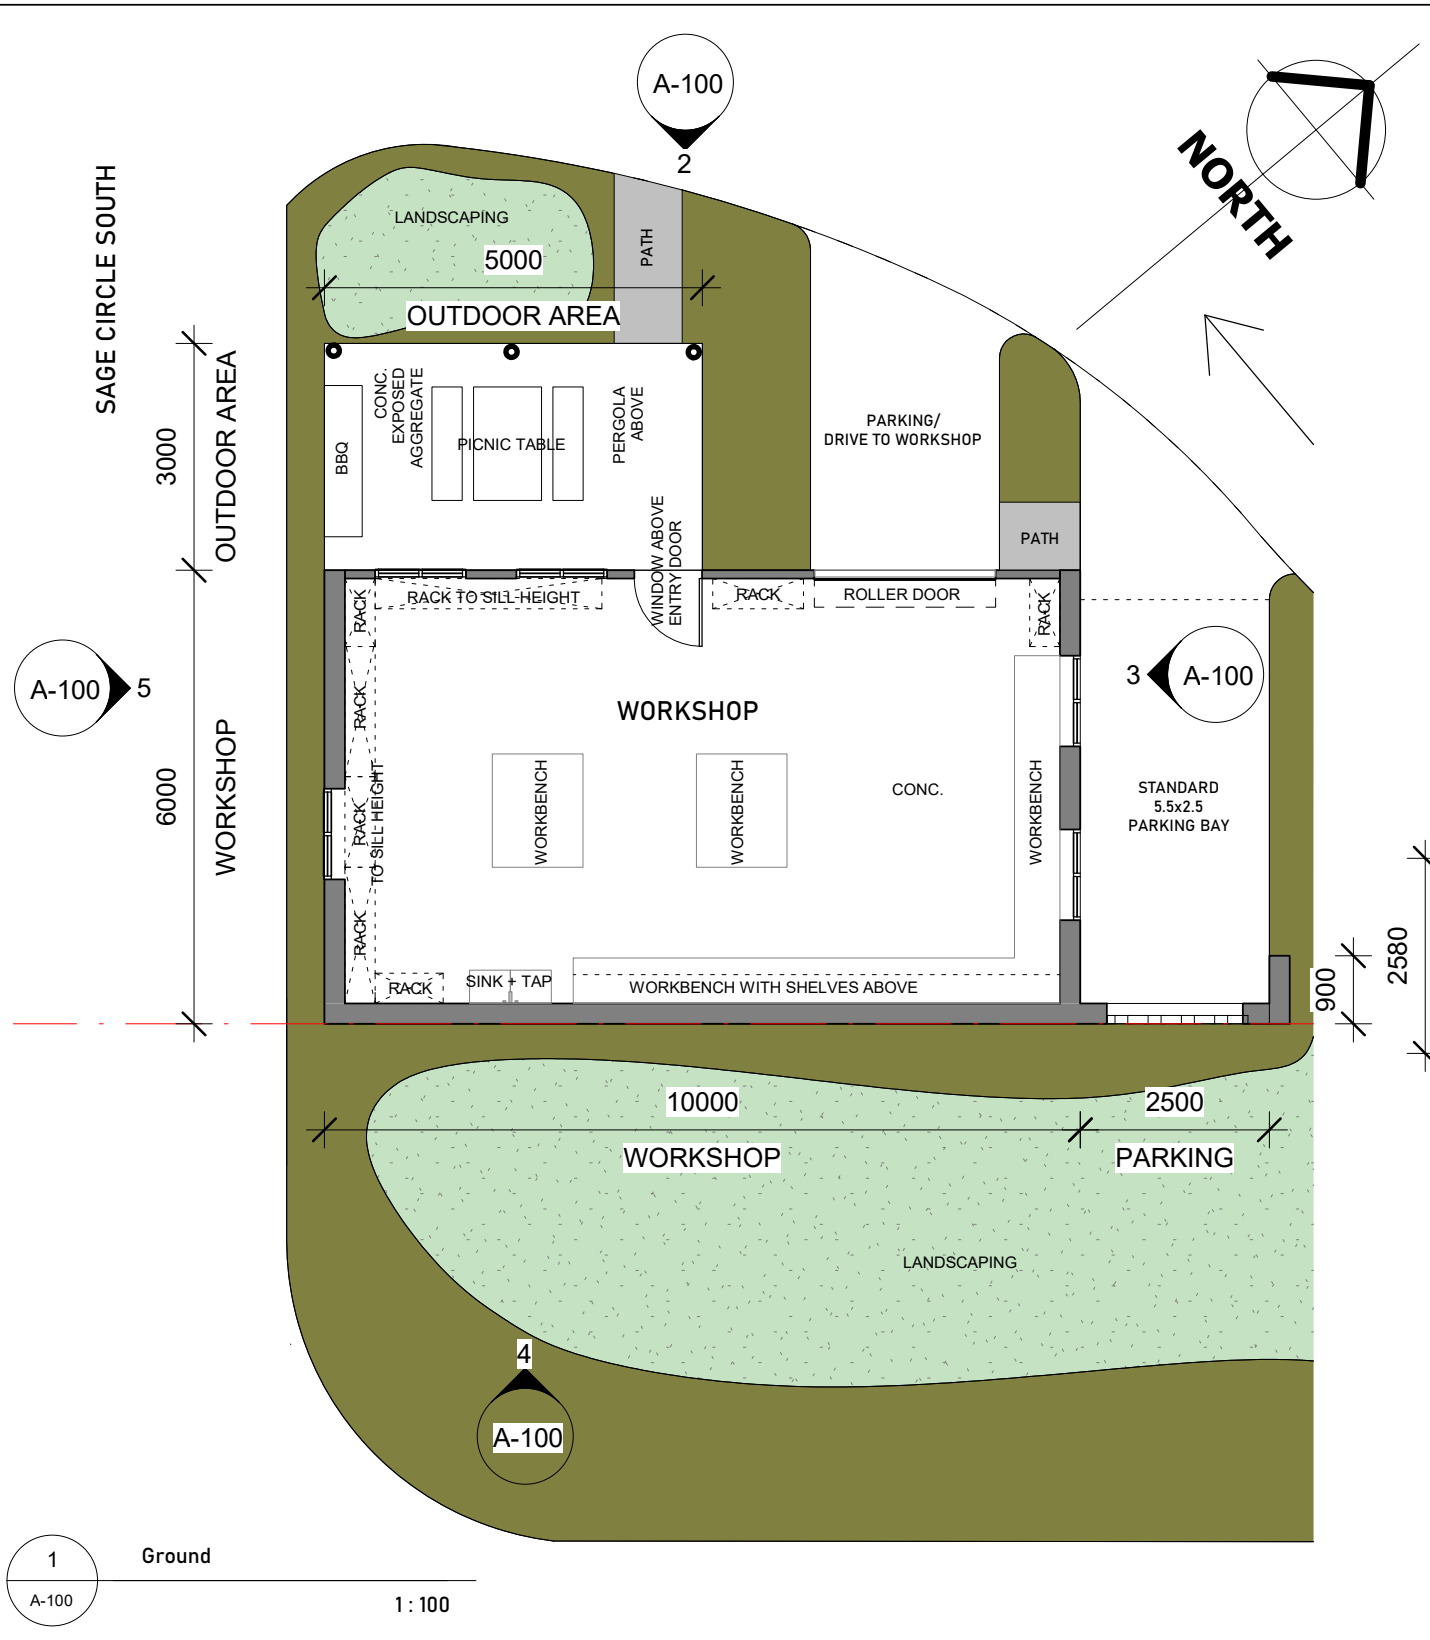 A-100
2
NORTH
SAGE CIRCLE SOUTH
LANDSCAPING
PATH
5000
OUTDOOR AREA
3000
OUTDOOR AREA
BBQ
CONC.
EXPOSED
AGGREGATE
PICNIC TABLE
PERGOLA
ABOVE
WINDOW ABOVE
ENTRY DOOR
PARKING/
DRIVE TO WORKSHOP
PATH
RACK
RACK TO SILL HEIGHT
RACK
ROLLER DOOR
RACK
A-100
5
3
A-100
6000
WORKSHOP
WORKSHOP
RACK
RACK
TO SILL HEIGHT
RACK
WORKBENCH
WORKBENCH
CONC.
WORKBENCH
STANDARD
5.5x2.5
PARKING BAY
RACK
SINK + TAP
WORKBENCH WITH SHELVES ABOVE
900
2580
10000
WORKSHOP
2500
PARKING
LANDSCAPING
4
A-100
1
A-100
Ground
1 : 100